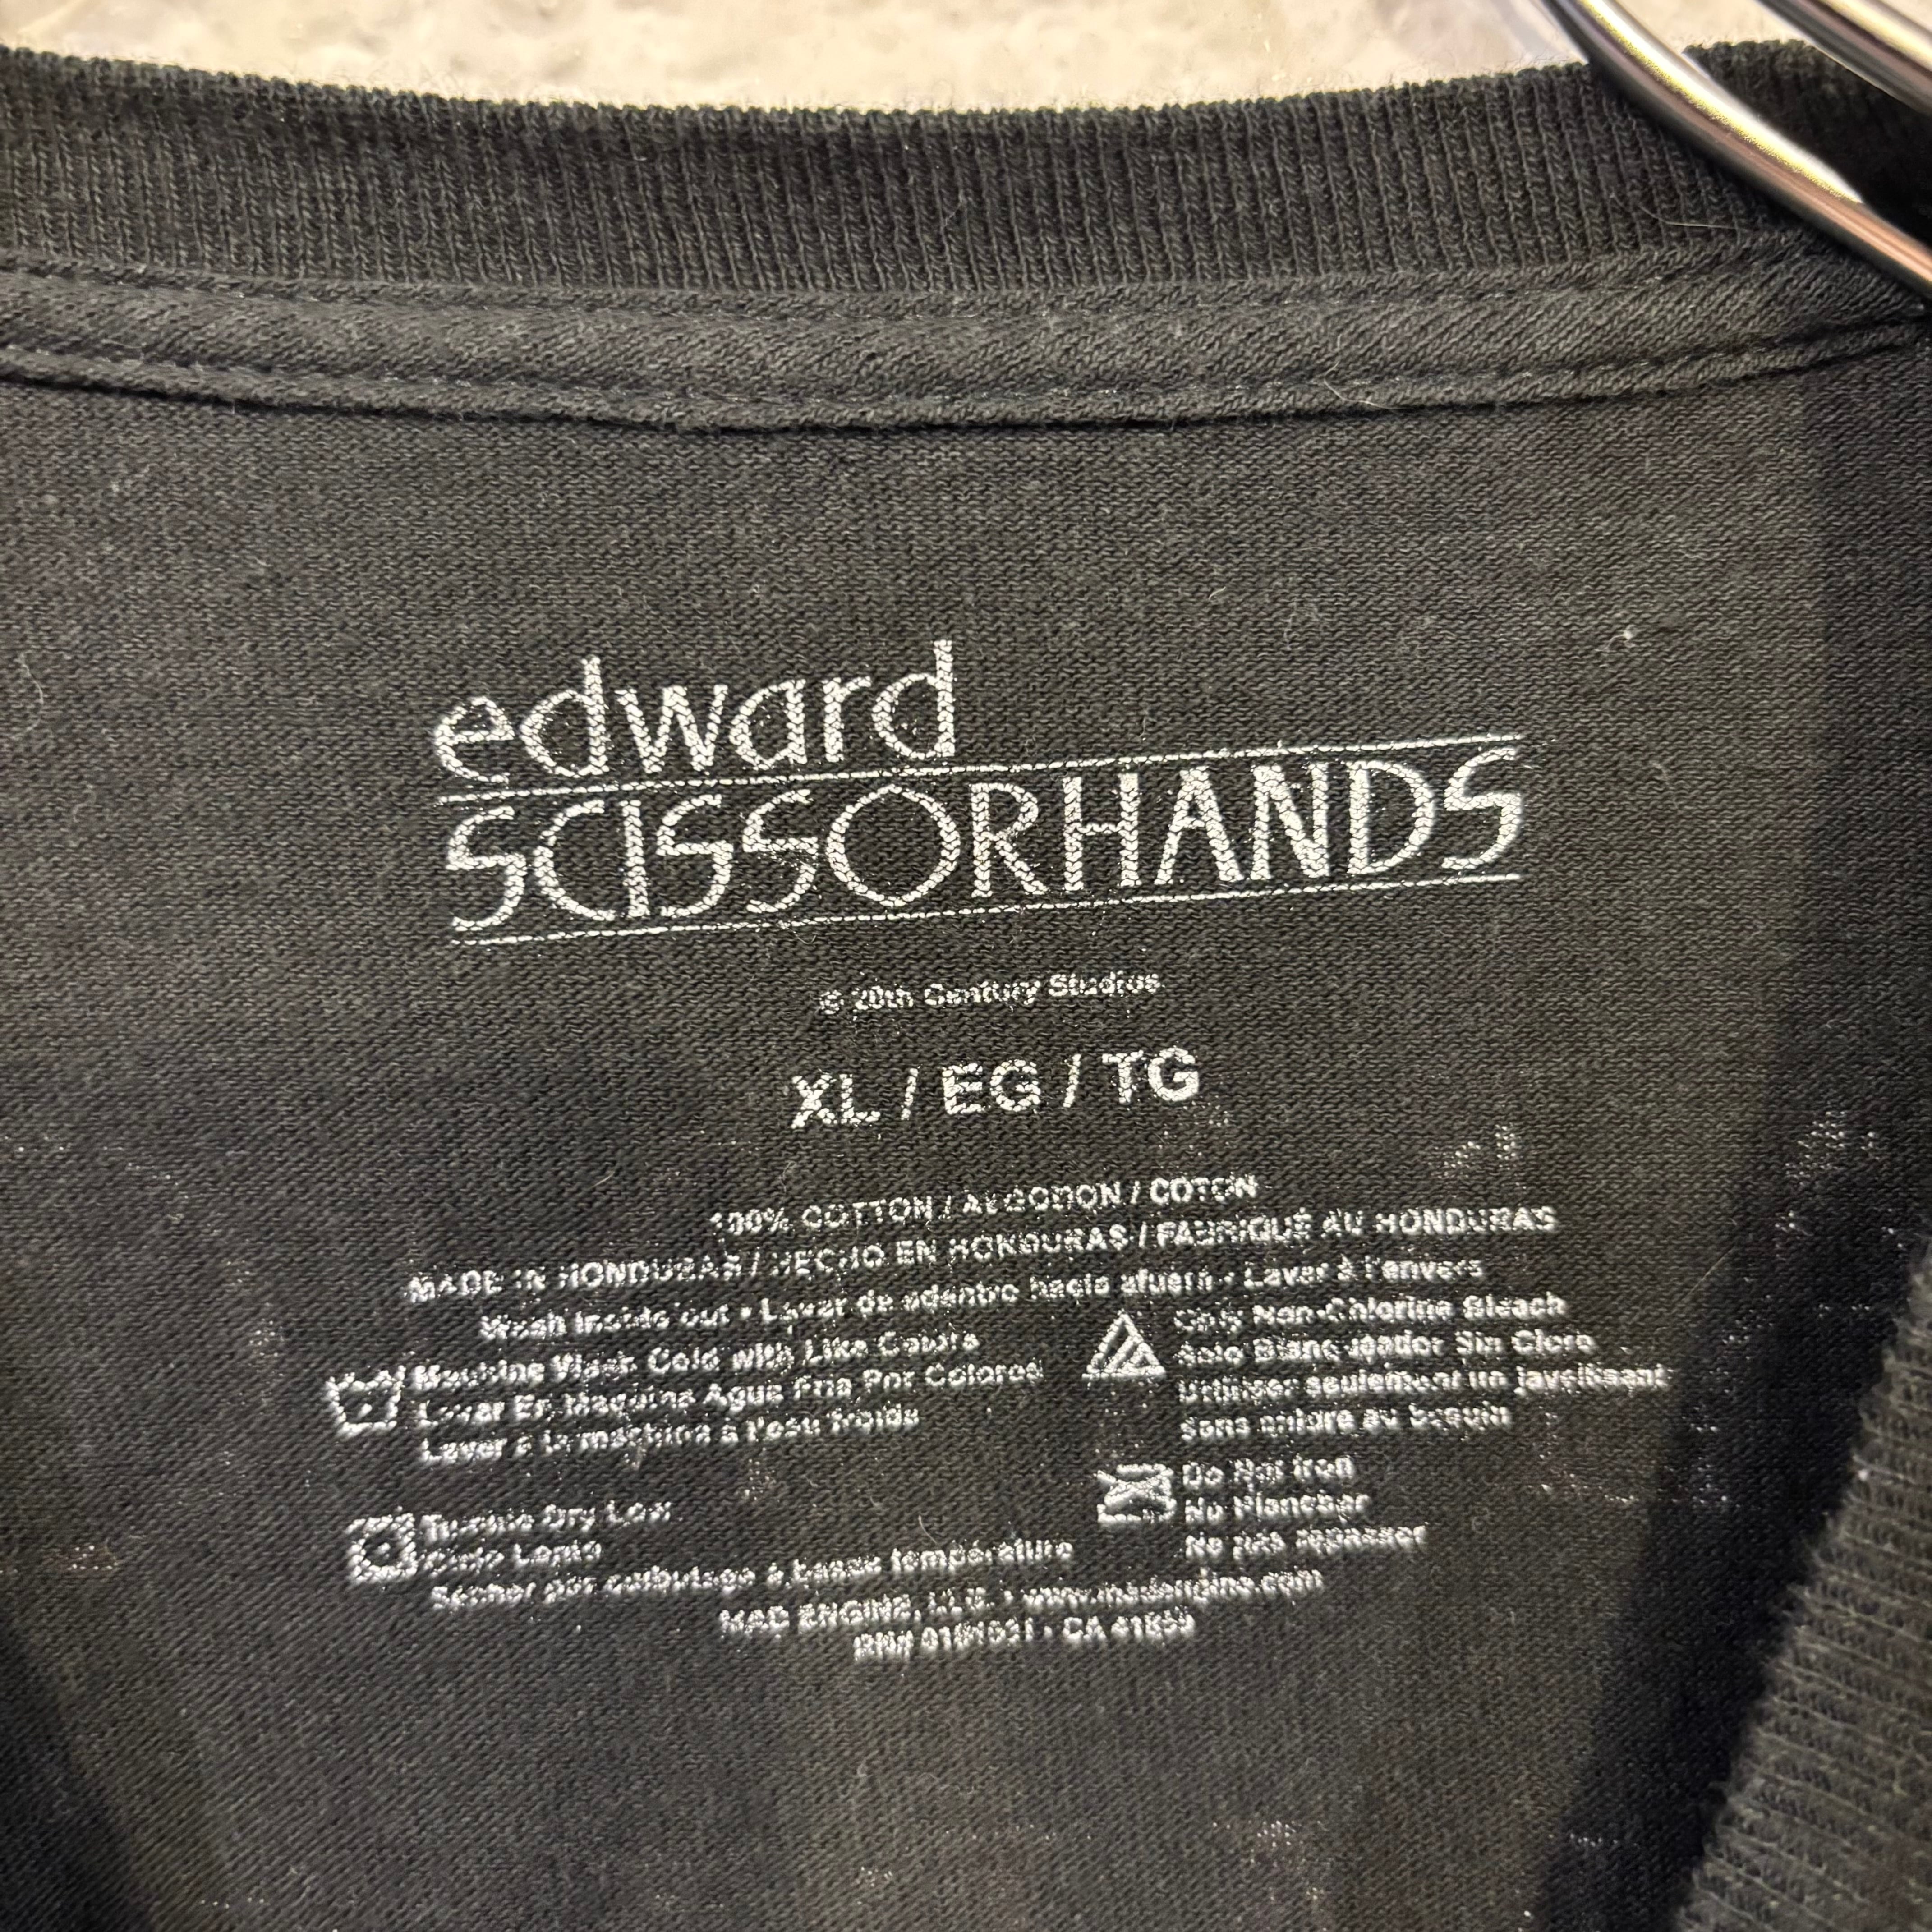 edward
SCISSORHANDS
© 20th Century Studios.
XL / EG / TG
100% COTTON / ALGODON / COTON
MADE IN HONDURAS / HECHO EN HONDURAS / FABRIQUÉ AU HONDURAS
Wash Inside out • Lavar de adentro hacia afuera • Laver à l'envers
Machine Wash Cold with Like Colors
Lavar En Maquina Agua Fria Por Colores
Laver à la machine à l'eau froide
Only Non-Chlorine Bleach
Solo Blanqueador Sin Cloro
Utiliser seulement un javellisant
sans chlore au besoin
Tumble Dry Low
Ciclo Lento
Sécher par culbutage à basse température
Do Not Iron
No Planchar
Ne pas repasser
MAD ENGINE, LLC. • www.madengine.com
RN# • CA